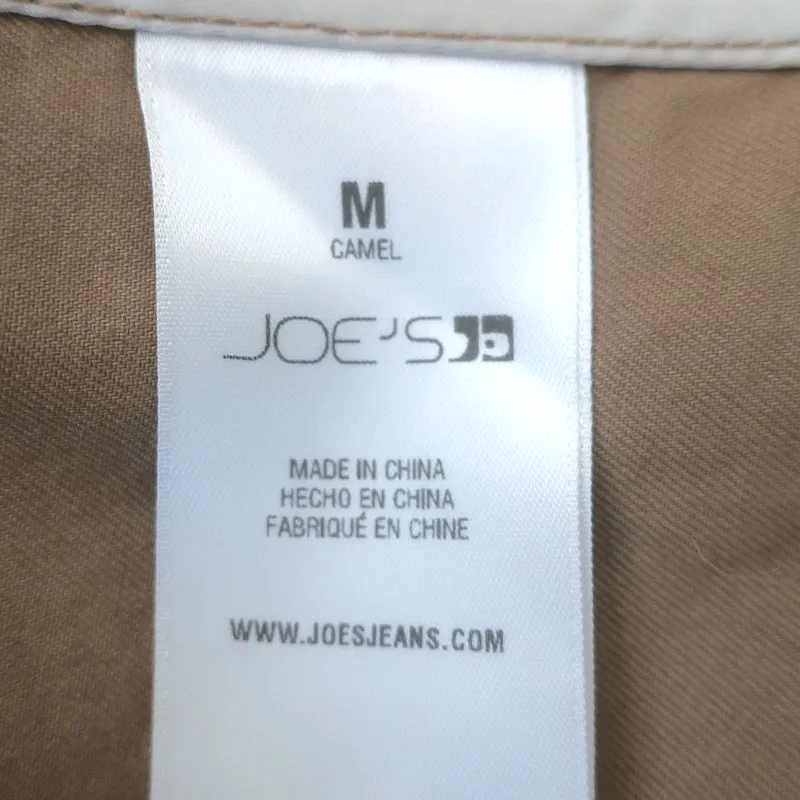 M
CAMEL
JOE'S
MADE IN CHINA
HECHO EN CHINA
FABRIQUÉ EN CHINE
WWW.JOESJEANS.COM